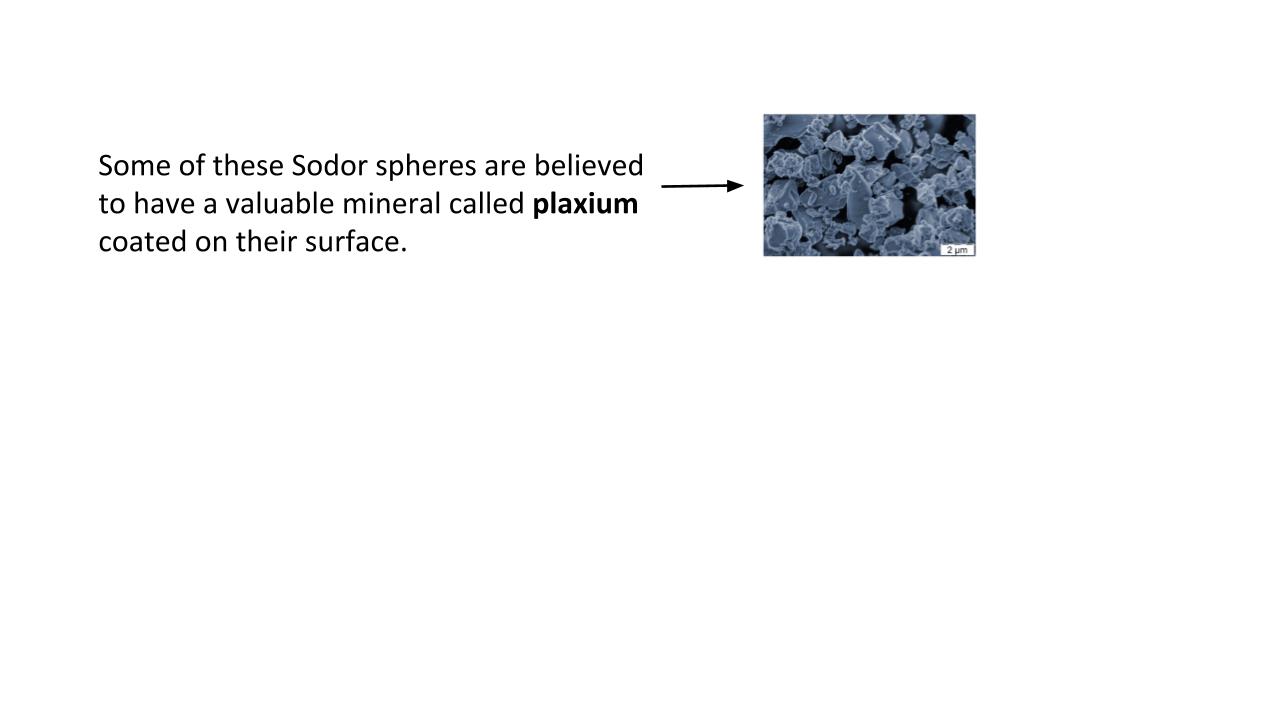 Some of these Sodor spheres are believed
to have a valuable mineral called plaxium
coated on their surface.
2 µm